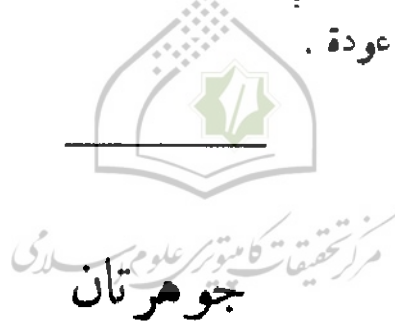 عودة .
مرکز تحقیقات کامپیوتری علوم اسلامی
جوهرتان